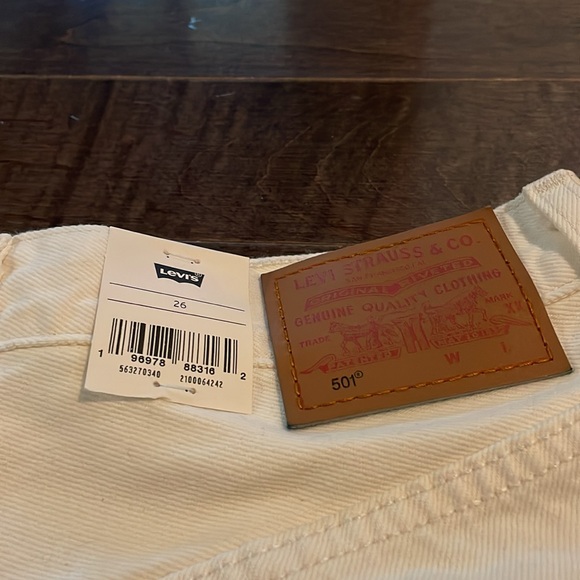 Levi's
26
1 96978 88316 2
563270340 2100064242
LEVI STRAUSS & CO.
ORIGINAL RIVETED
GENUINE QUALITY CLOTHING
TRADE MARK
XX
501®
W L